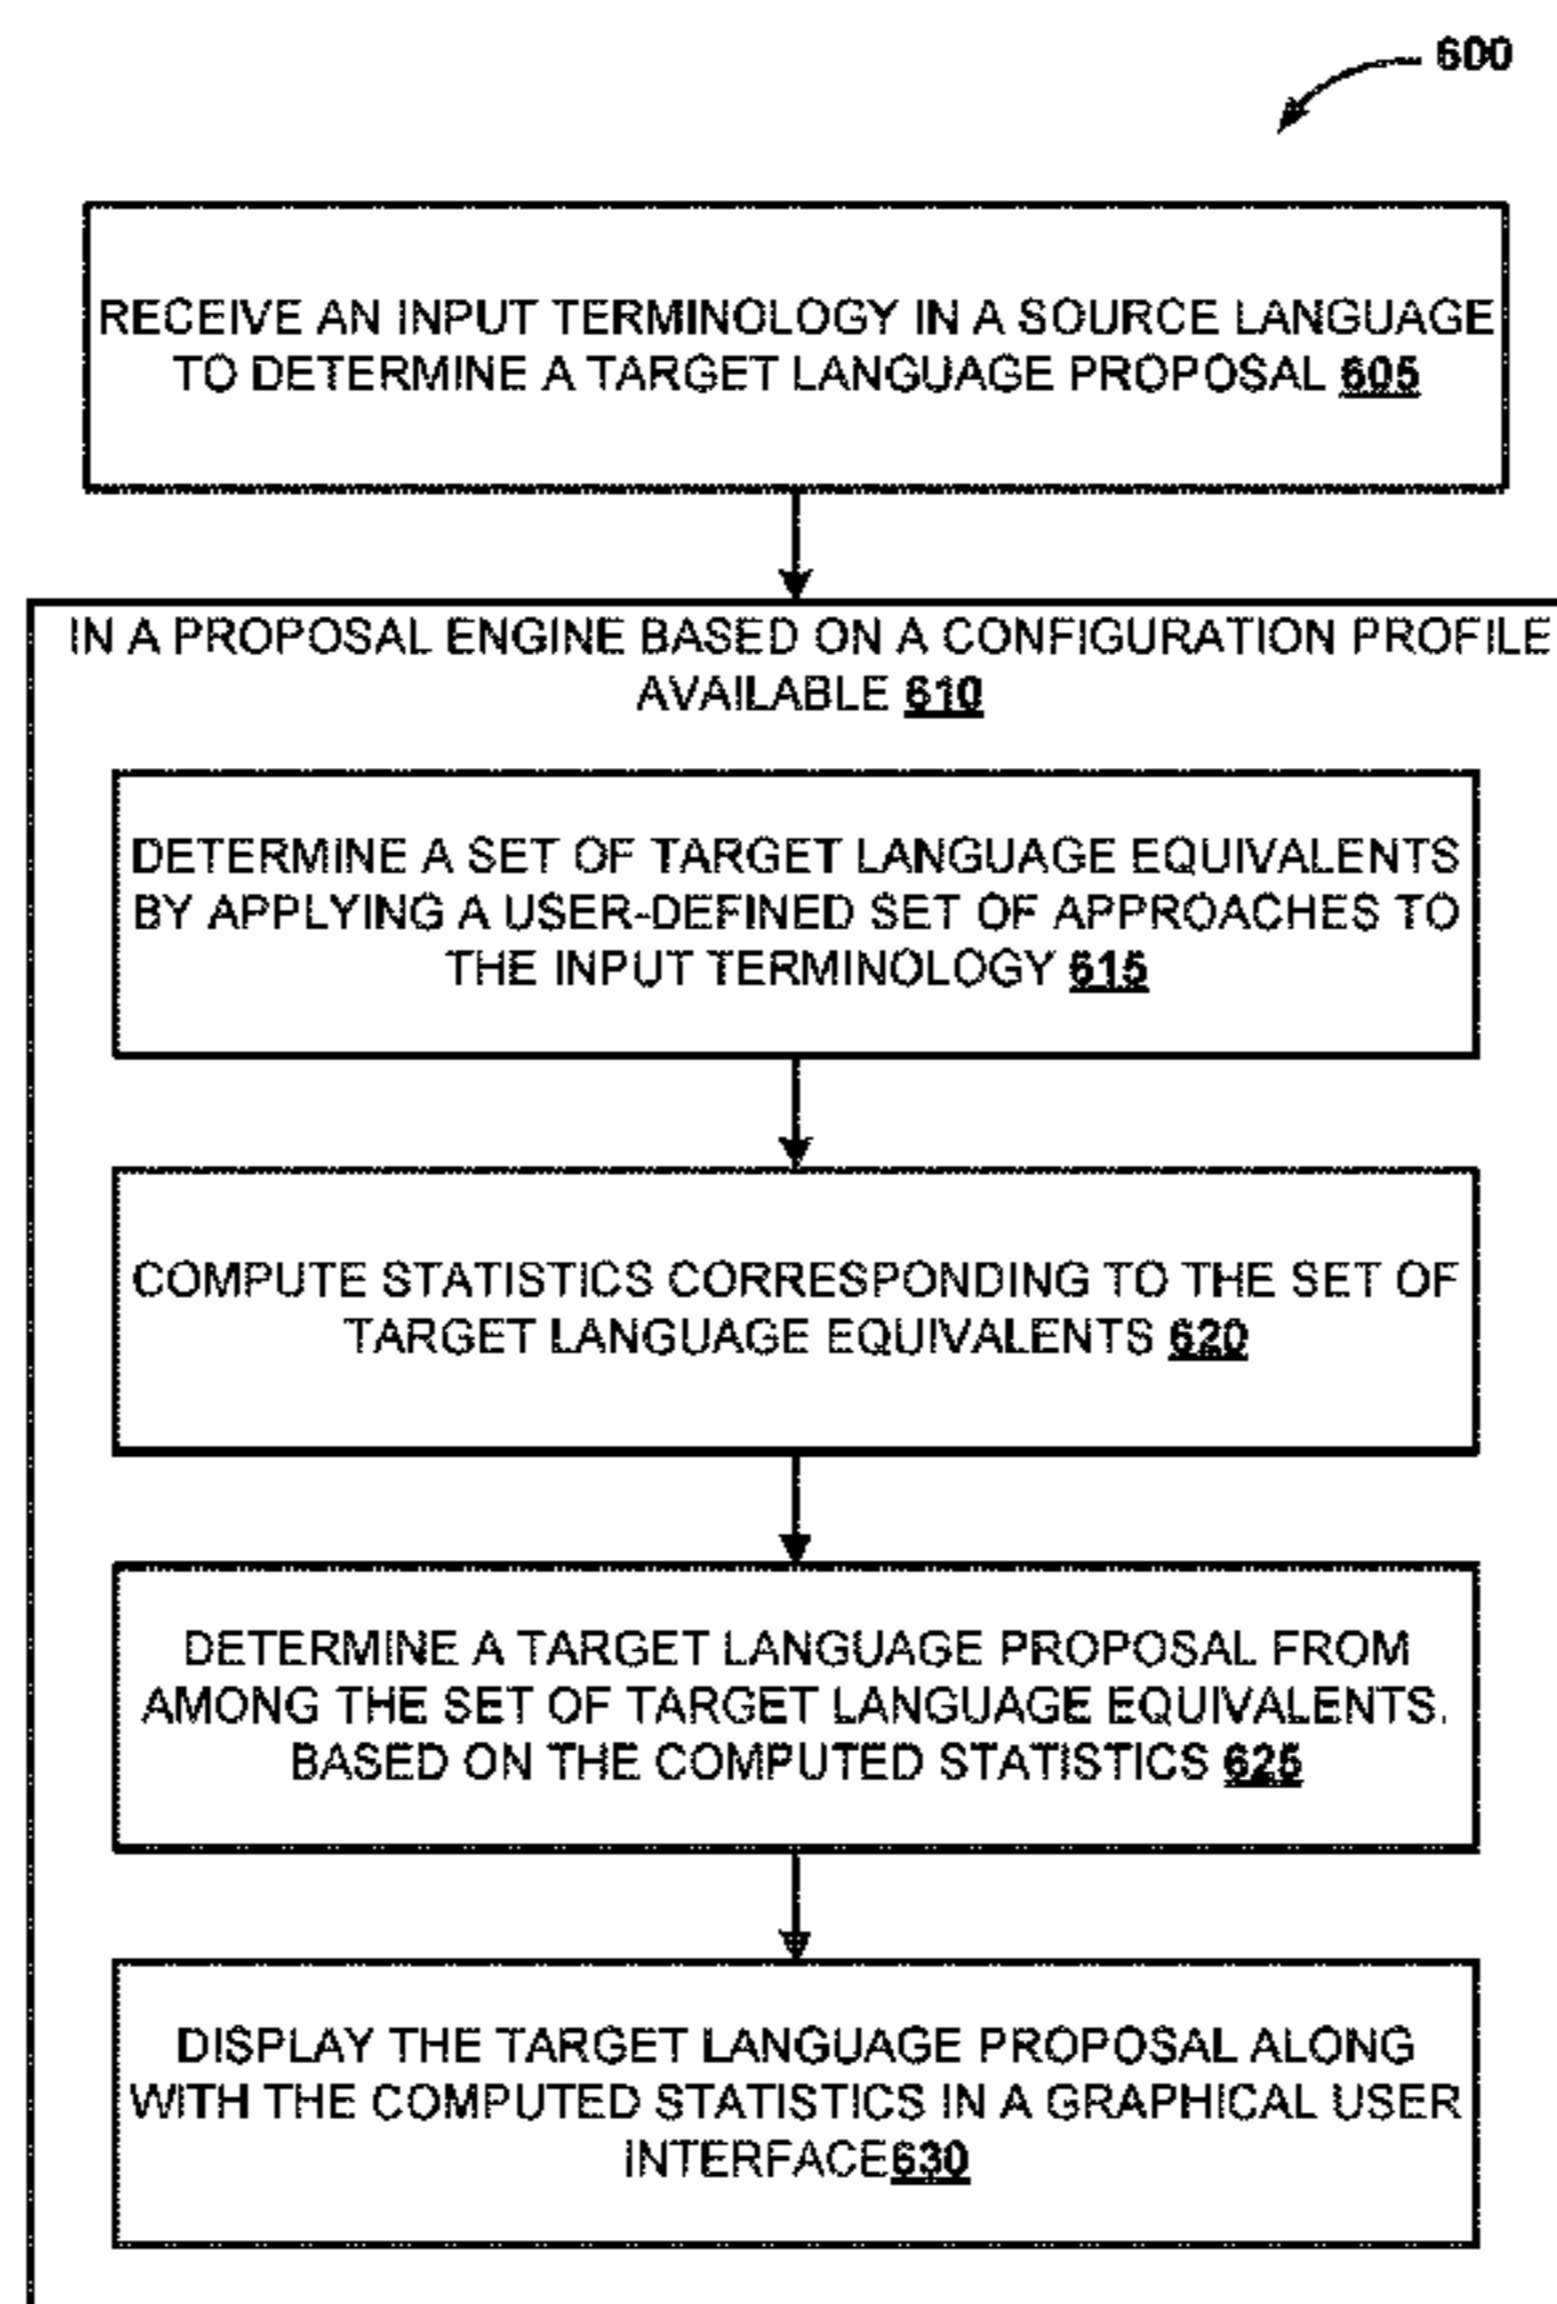 600
RECEIVE AN INPUT TERMINOLOGY IN A SOURCE LANGUAGE
TO DETERMINE A TARGET LANGUAGE PROPOSAL 605
IN A PROPOSAL ENGINE BASED ON A CONFIGURATION PROFILE
AVAILABLE 610
DETERMINE A SET OF TARGET LANGUAGE EQUIVALENTS
BY APPLYING A USER-DEFINED SET OF APPROACHES TO
THE INPUT TERMINOLOGY 615
COMPUTE STATISTICS CORRESPONDING TO THE SET OF
TARGET LANGUAGE EQUIVALENTS 620
DETERMINE A TARGET LANGUAGE PROPOSAL FROM
AMONG THE SET OF TARGET LANGUAGE EQUIVALENTS.
BASED ON THE COMPUTED STATISTICS 625
DISPLAY THE TARGET LANGUAGE PROPOSAL ALONG
WITH THE COMPUTED STATISTICS IN A GRAPHICAL USER
INTERFACE630